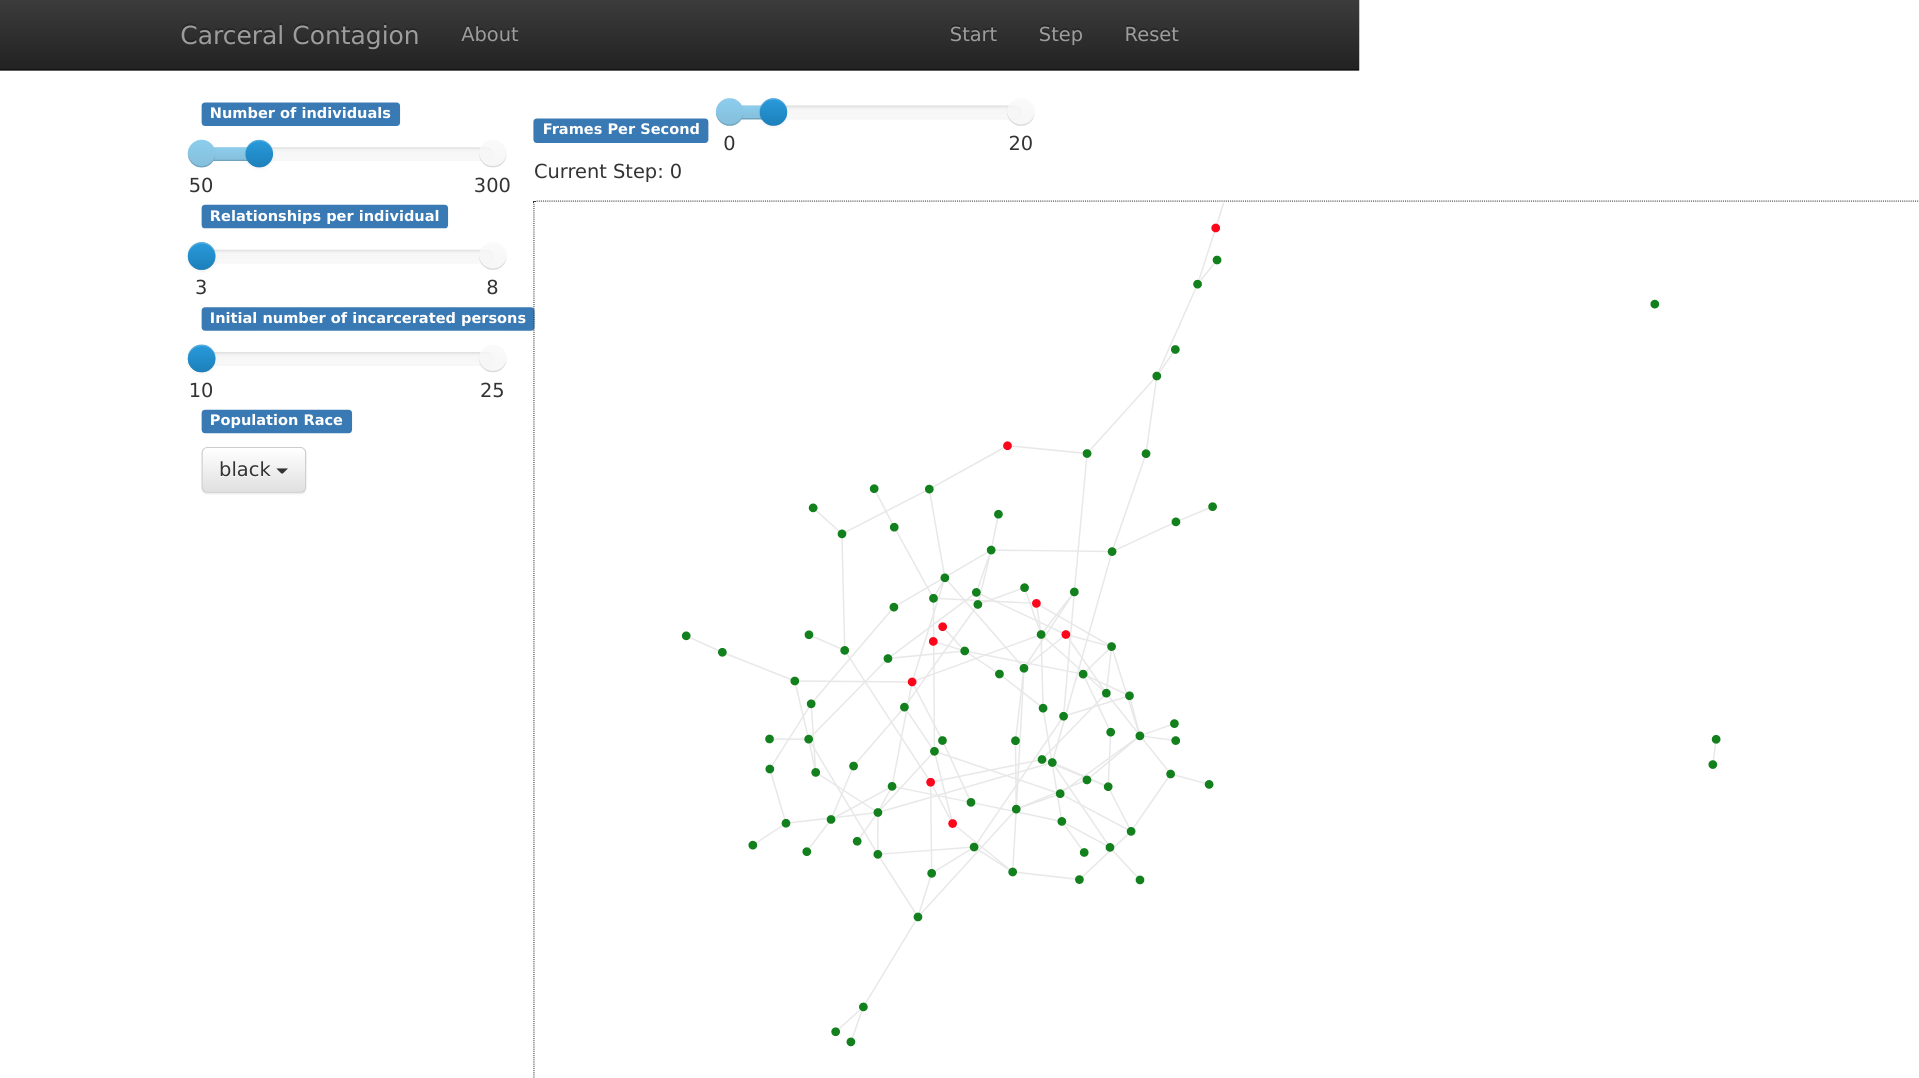 Carceral Contagion About Start Step Reset
Number of individuals
50 300
Relationships per individual
3 8
Initial number of incarcerated persons
10 25
Population Race
black
Frames Per Second
0 20
Current Step: 0